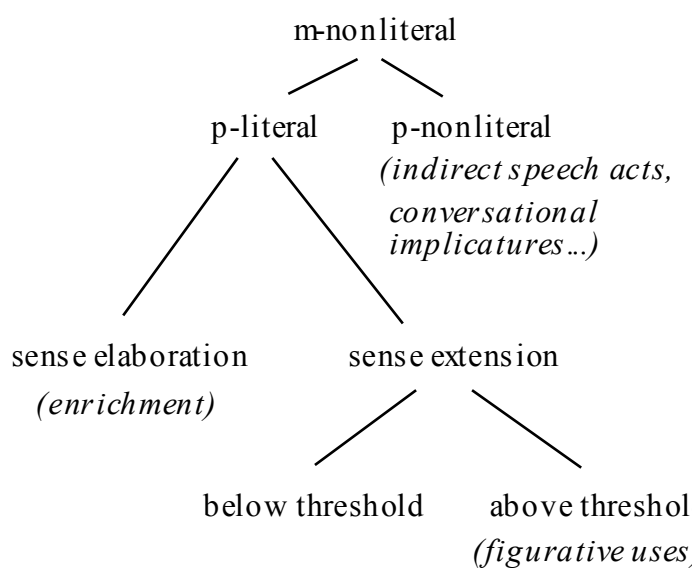 m-nonliteral
p-literal p-nonliteral
(indirect speech acts,
conversational
implicatures...)
sense elaboration sense extension
(enrichment)
below threshold above threshol
(figurative uses